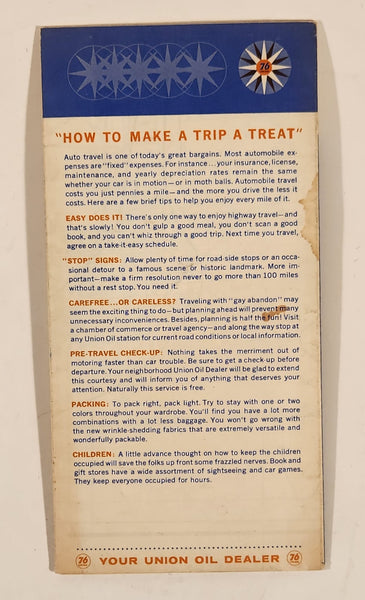 76
"HOW TO MAKE A TRIP A TREAT"
Auto travel is one of today's great bargains. Most automobile ex-
penses are "fixed" expenses. For instance...your insurance, license,
maintenance, and yearly depreciation rates remain the same
whether your car is in motion—or in moth balls. Automobile travel
costs you just pennies a mile—and the more you drive the less it
costs. Here are a few brief tips to help you enjoy every mile of it.
EASY DOES IT! There's only one way to enjoy highway travel—and
that's slowly! You don't gulp a good meal, you don't scan a good
book, and you can't whiz through a good trip. Next time you travel,
agree on a take-it-easy schedule.
"STOP" SIGNS: Allow plenty of time for road-side stops or an occa-
sional detour to a famous scene or historic landmark. More im-
portant—make a firm resolution never to go more than 100 miles
without a rest stop. You need it.
CAREFREE...OR CARELESS? Traveling with "gay abandon" may
seem the exciting thing to do—but planning ahead will prevent many
unnecessary inconveniences. Besides, planning is half the fun! Visit
a chamber of commerce or travel agency—and along the way stop at
any Union Oil station for current road conditions or local information.
PRE-TRAVEL CHECK-UP: Nothing takes the merriment out of
motoring faster than car trouble. Be sure to get a check up before
departure. Your neighborhood Union Oil Dealer will be glad to extend
this courtesy and will inform you of anything that deserves your
attention. Naturally this service is free.
PACKING: To pack right, pack light. Try to stay with one or two
colors throughout your wardrobe. You'll find you have a lot more
combinations with a lot less baggage. You won't go wrong with
the new wrinkle-shedding fabrics that are extremely versatile and
wonderfully packable.
CHILDREN: A little advance thought on how to keep the children
occupied will save the folks up front some frazzled nerves. Book and
gift stores have a wide assortment of sightseeing and car games.
They keep everyone occupied for hours.
76 YOUR UNION OIL DEALER 76